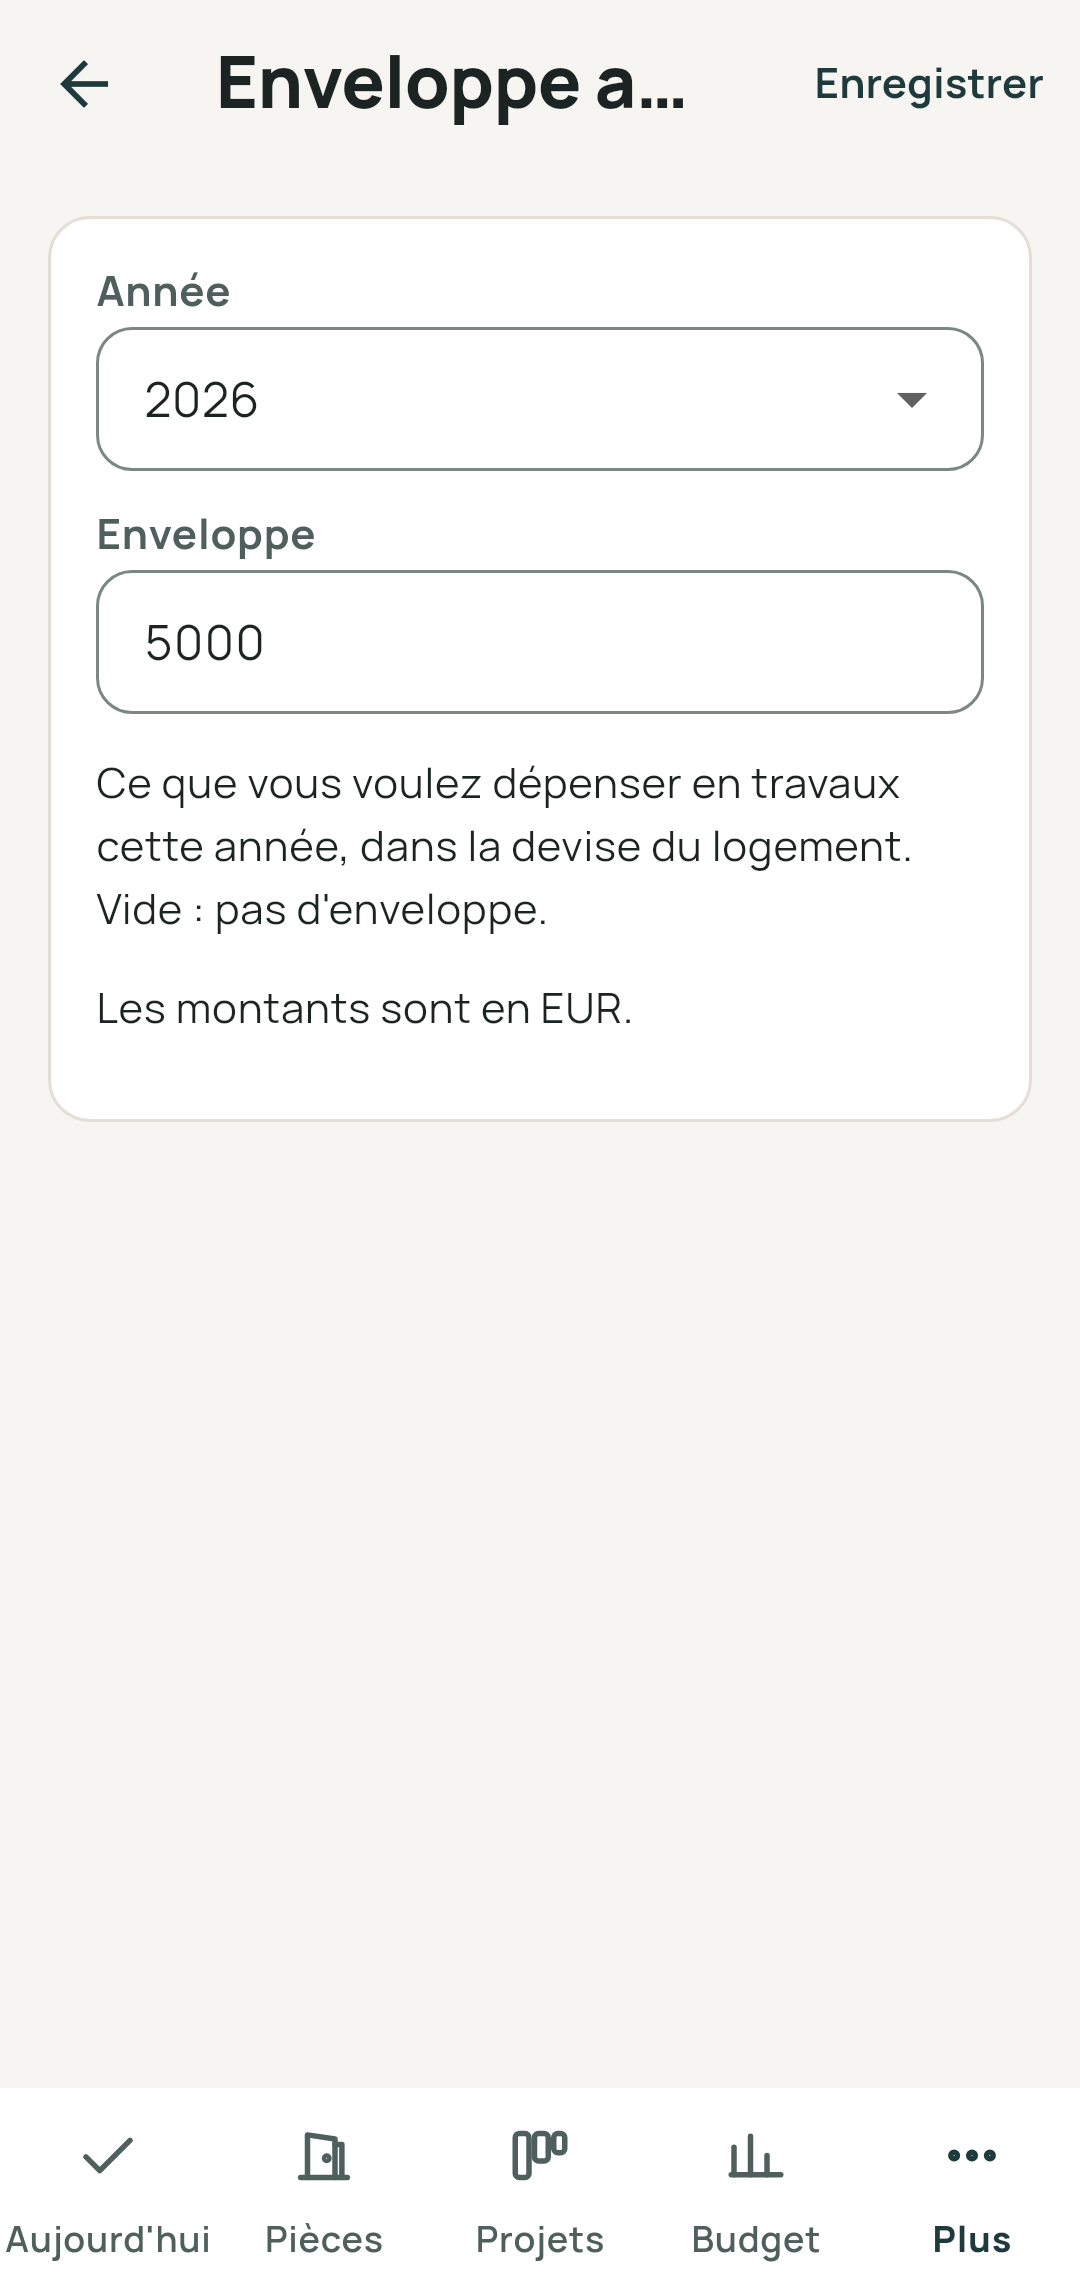 Enveloppe a...
Enregistrer
Année
2026
Enveloppe
5000
Ce que vous voulez dépenser en travaux
cette année, dans la devise du logement.
Vide : pas d'enveloppe.
Les montants sont en EUR.
Aujourd'hui
Pièces
Projets
Budget
Plus